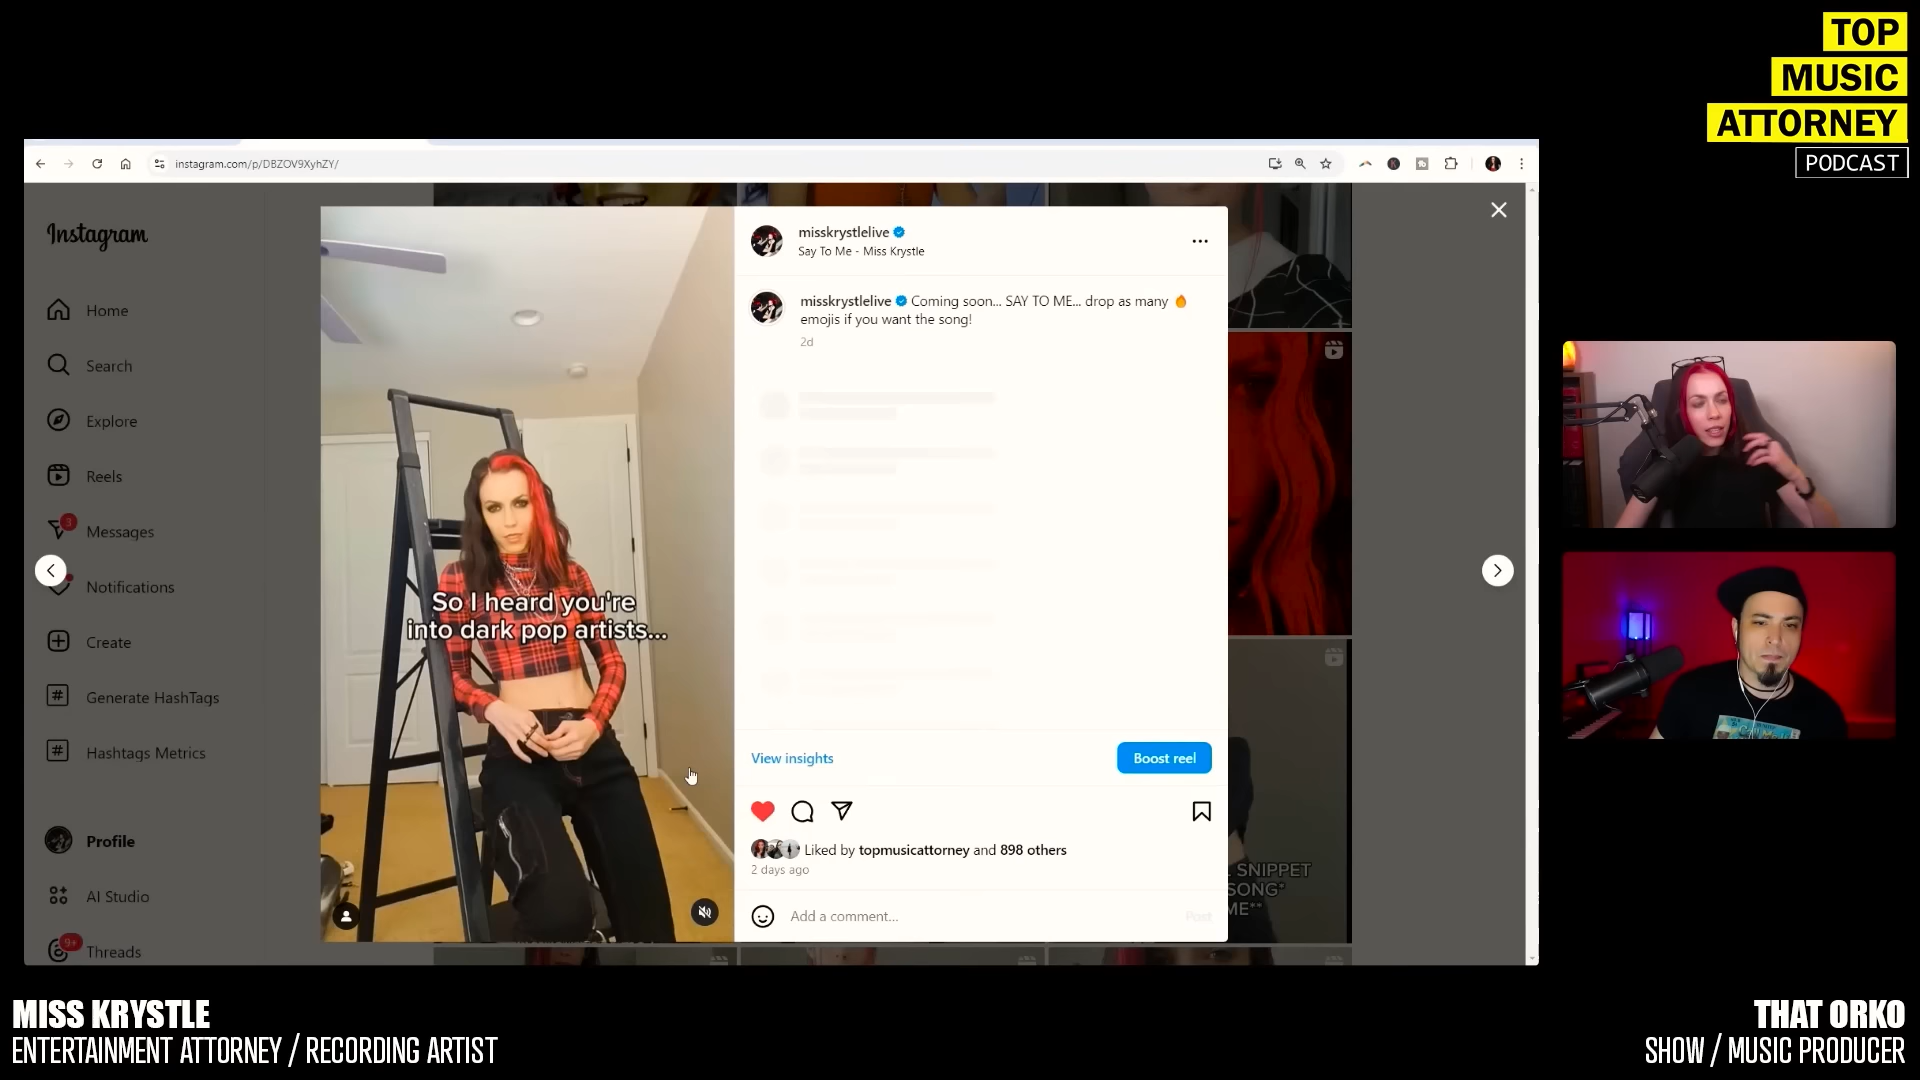 TOP
MUSIC
ATTORNEY
PODCAST
instagram.com/p/DBZOV9XyhZY/
Instagram
Home
Search
Explore
Reels
3
Messages
Notifications
Create
Generate HashTags
Hashtags Metrics
Profile
AI Studio
9+
Threads
So I heard you're
into dark pop artists...
misskrystlelive
Say To Me - Miss Krystle
misskrystlelive Coming soon... SAY TO ME... drop as many 🔥
emojis if you want the song!
2d
View insights
Boost reel
Liked by topmusicattorney and 898 others
2 days ago
Add a comment...
Post
SNIPPET
SONG*
ME**
MISS KRYSTLE
ENTERTAINMENT ATTORNEY / RECORDING ARTIST
THAT ORKO
SHOW / MUSIC PRODUCER